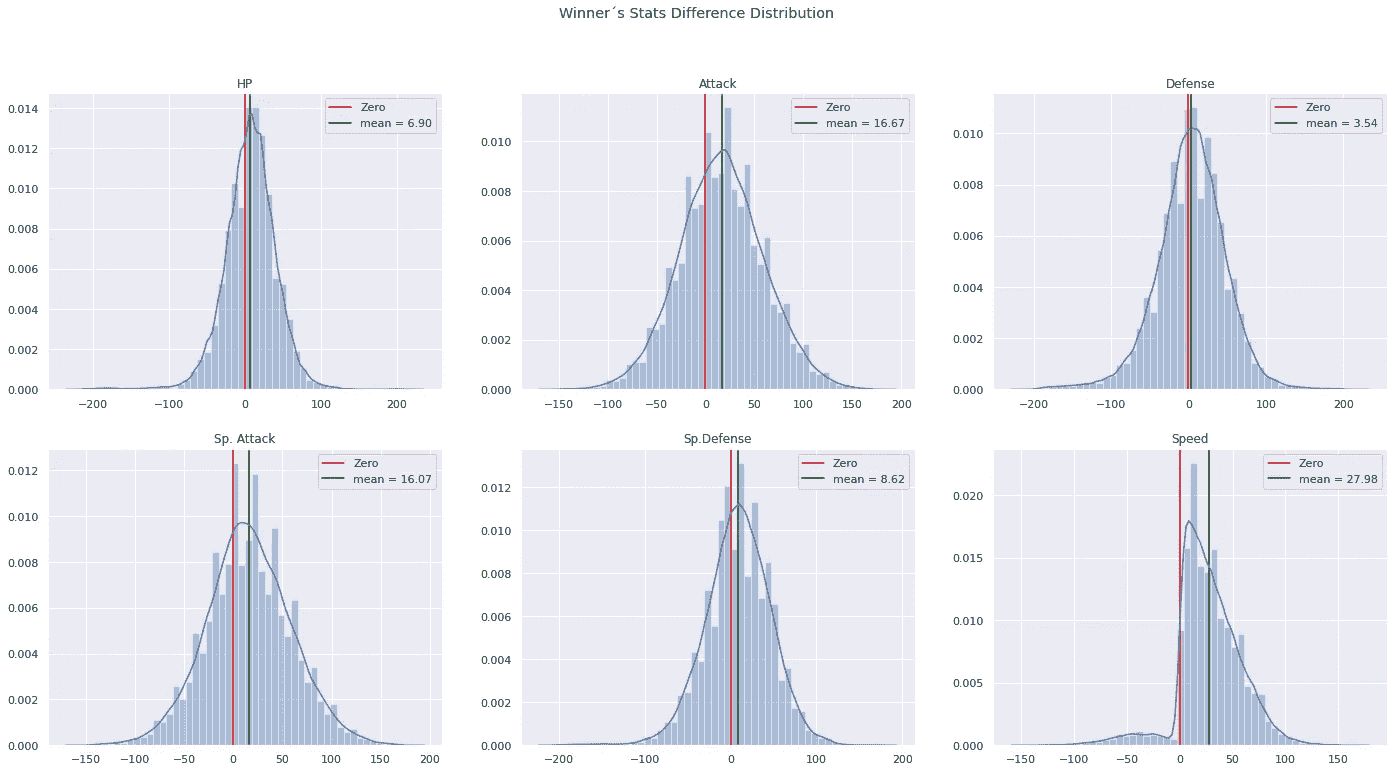 Winner´s Stats Difference Distribution
HP
Zero
mean = 6.90
0.014
0.012
0.010
0.008
0.006
0.004
0.002
0.000
−200 −100 0 100 200
Attack
Zero
mean = 16.67
0.010
0.008
0.006
0.004
0.002
0.000
−150 −100 −50 0 50 100 150 200
Defense
Zero
mean = 3.54
0.010
0.008
0.006
0.004
0.002
0.000
−200 −100 0 100 200
Sp. Attack
Zero
mean = 16.07
0.012
0.010
0.008
0.006
0.004
0.002
0.000
−150 −100 −50 0 50 100 150 200
Sp.Defense
Zero
mean = 8.62
0.012
0.010
0.008
0.006
0.004
0.002
0.000
−200 −100 0 100 200
Speed
Zero
mean = 27.98
0.020
0.015
0.010
0.005
0.000
−150 −100 −50 0 50 100 150